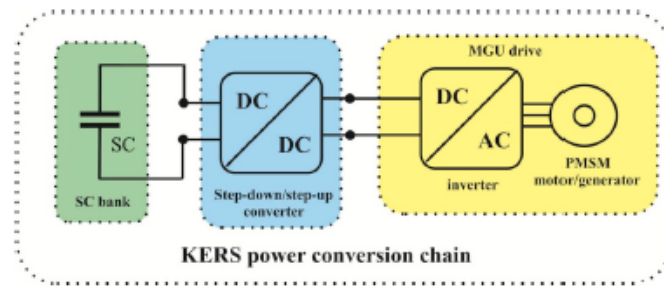 MGU drive
DC
DC
DC
AC
SC
SC bank
Step-down/step-up
converter
inverter
PMSM
motor/generator
KERS power conversion chain